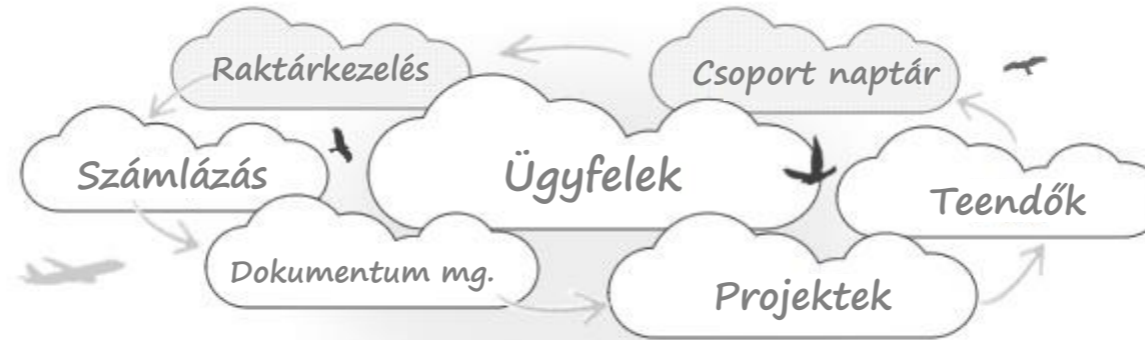 Raktárkezelés
Csoport naptár
Számlázás
Ügyfelek
Teendők
Dokumentum mg.
Projektek